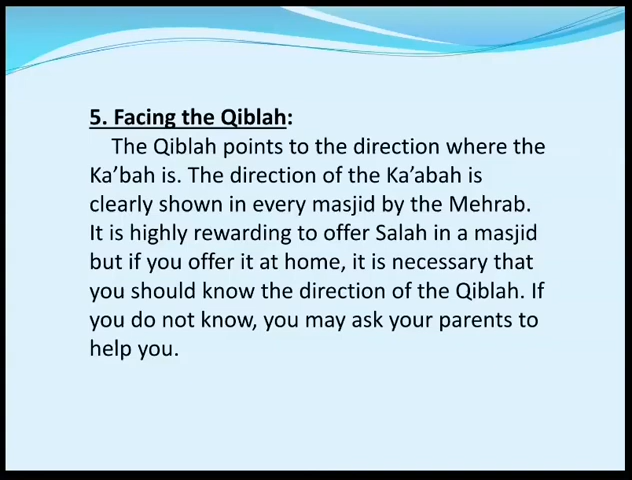 5. Facing the Qiblah:
The Qiblah points to the direction where the
Ka’bah is. The direction of the Ka’abah is
clearly shown in every masjid by the Mehrab.
It is highly rewarding to offer Salah in a masjid
but if you offer it at home, it is necessary that
you should know the direction of the Qiblah. If
you do not know, you may ask your parents to
help you.